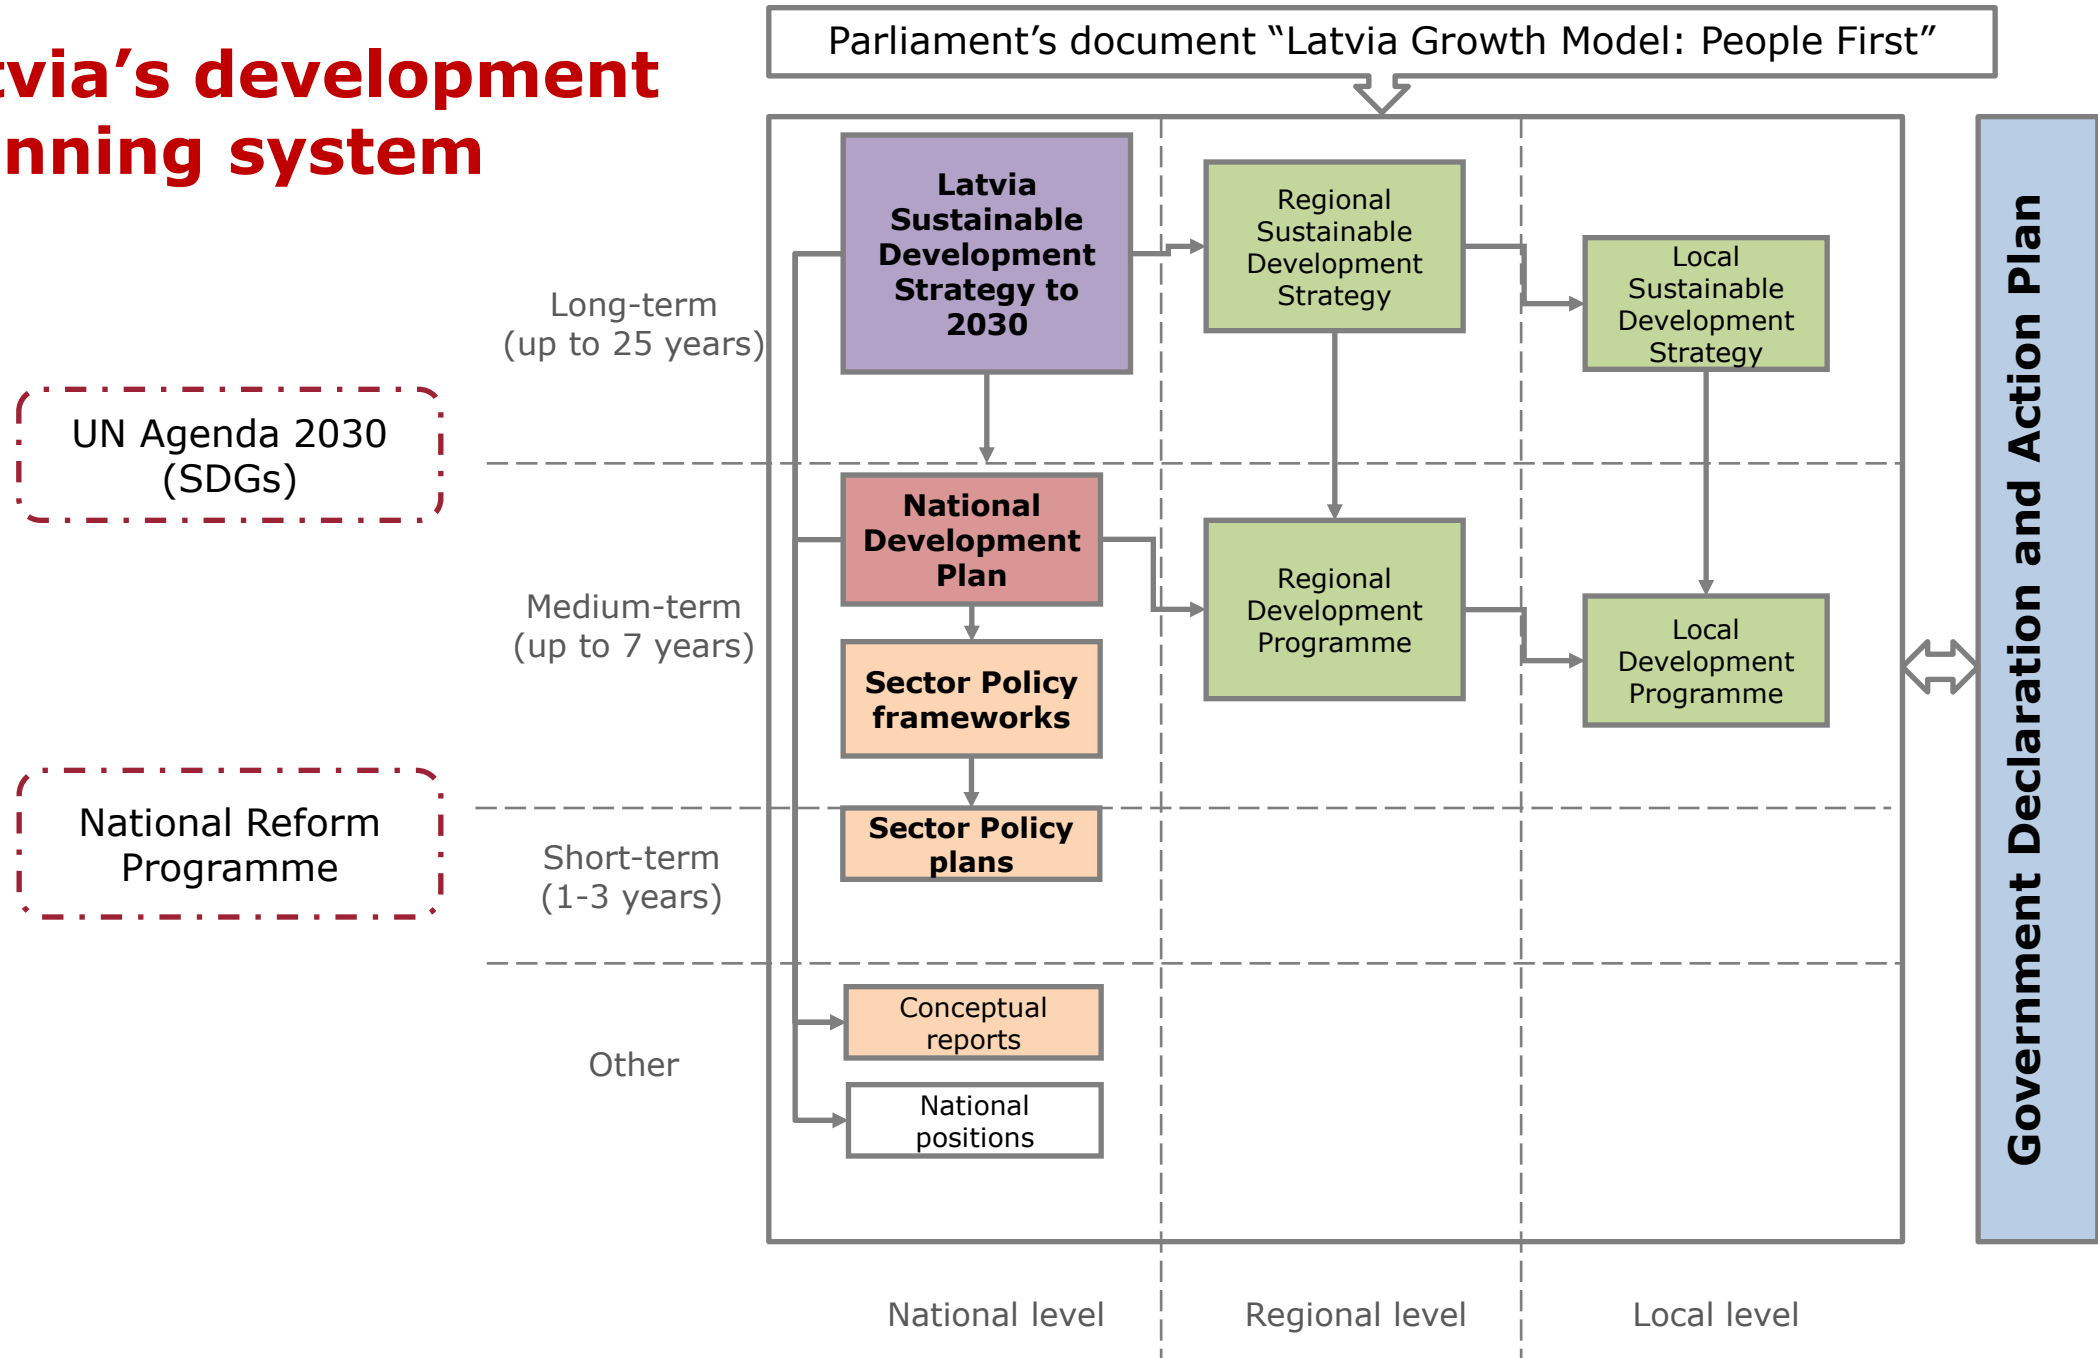 Parliament's document “Latvia Growth Model: People First”
tvia's development
nning system
Latvia
Sustainable
Development
Strategy to
2030
Regional
Sustainable
Development
Strategy
Local
Sustainable
Development
Strategy
Long-term
(up to 25 years)
UN Agenda 2030
(SDGs)
National
Development
Plan
Regional
Development
Programme
Local
Development
Programme
Medium-term
(up to 7 years)
Sector Policy
frameworks
National Reform
Programme
Short-term
(1-3 years)
Sector Policy
plans
Other
Conceptual
reports
National
positions
Government Declaration and Action Plan
National level
Regional level
Local level